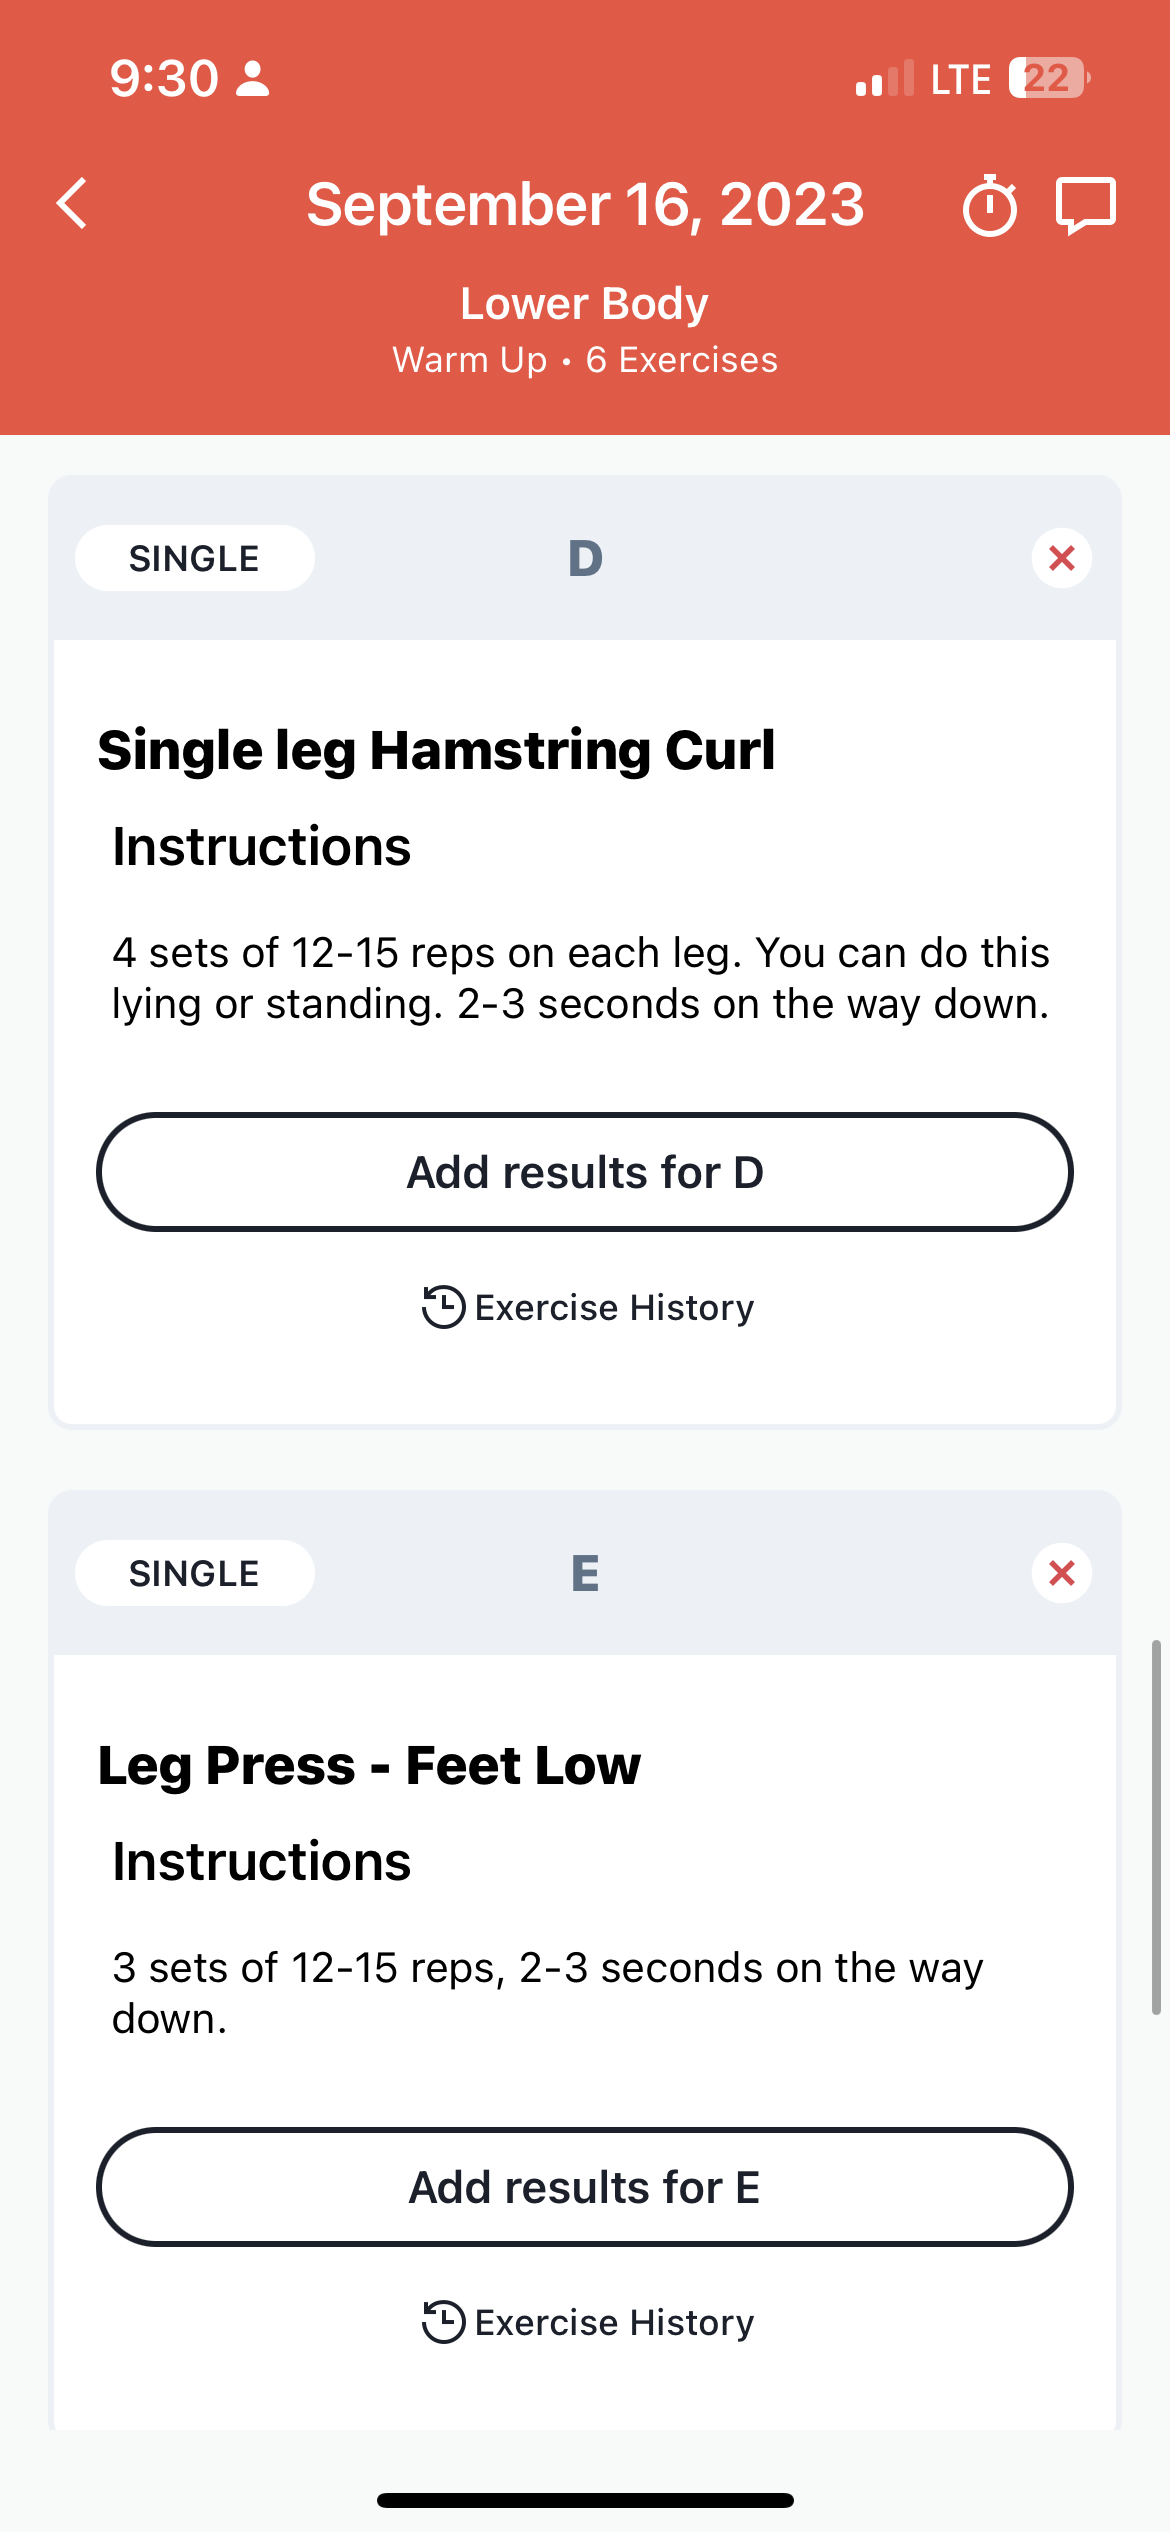 9:30
LTE 22
September 16, 2023
Lower Body
Warm Up • 6 Exercises
SINGLE
D
Single leg Hamstring Curl
Instructions
4 sets of 12-15 reps on each leg. You can do this
lying or standing. 2-3 seconds on the way down.
Add results for D
Exercise History
SINGLE
E
Leg Press - Feet Low
Instructions
3 sets of 12-15 reps, 2-3 seconds on the way
down.
Add results for E
Exercise History